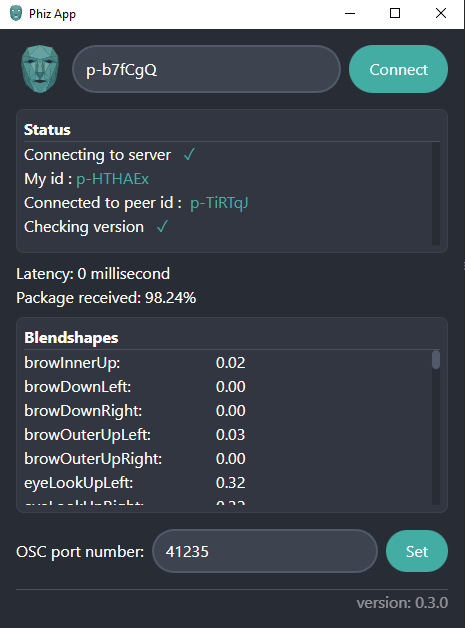 Phiz App
p-b7fCgQ
Connect
Status
Connecting to server ✓
My id : p-HTHAEx
Connected to peer id : p-TiRTqJ
Checking version ✓
Latency: 0 millisecond
Package received: 98.24%
Blendshapes
browInnerUp: 0.02
browDownLeft: 0.00
browDownRight: 0.00
browOuterUpLeft: 0.03
browOuterUpRight: 0.00
eyeLookUpLeft: 0.32
OSC port number: 41235
Set
version: 0.3.0